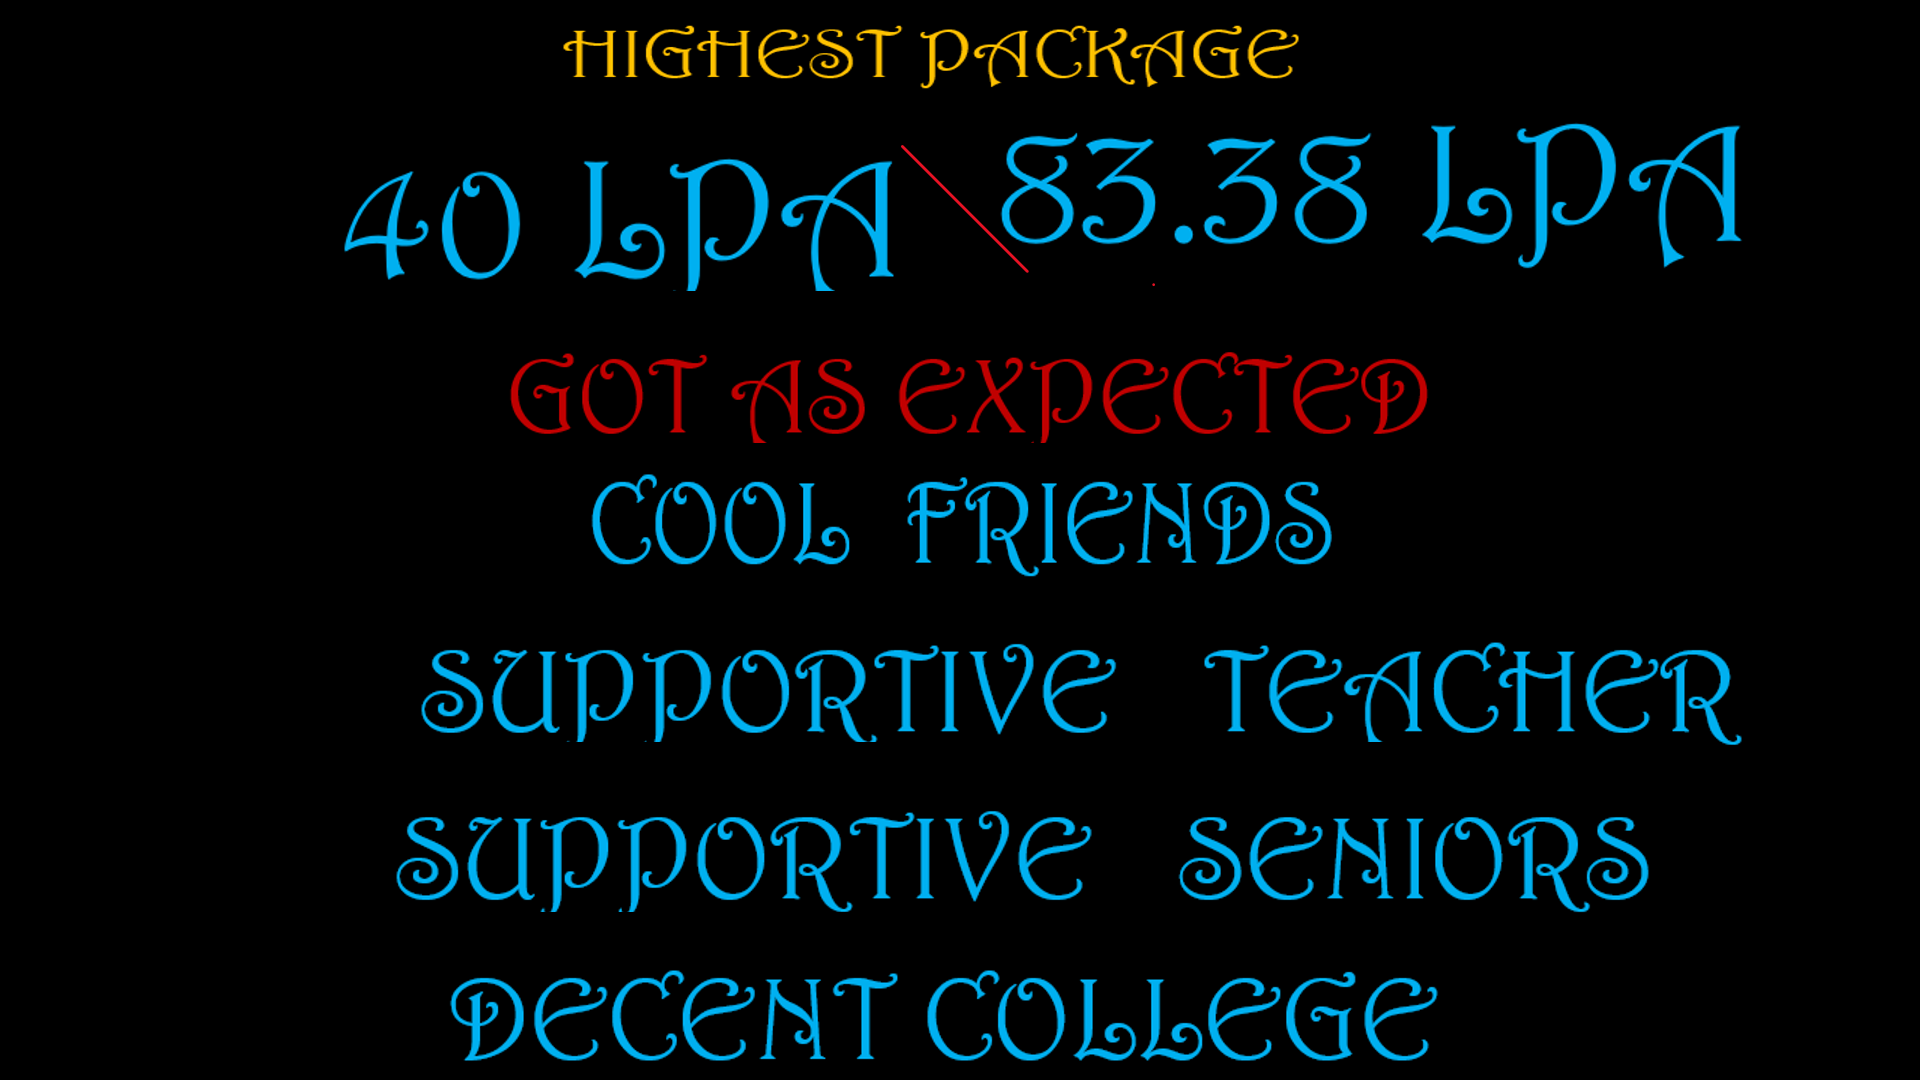 HIGHEST PACKAGE
40 LPA \ 83.38 LPA
GOT AS EXPECTED
COOL FRIENDS
SUPPORTIVE TEACHER
SUPPORTIVE SENIORS
DECENT COLLEGE